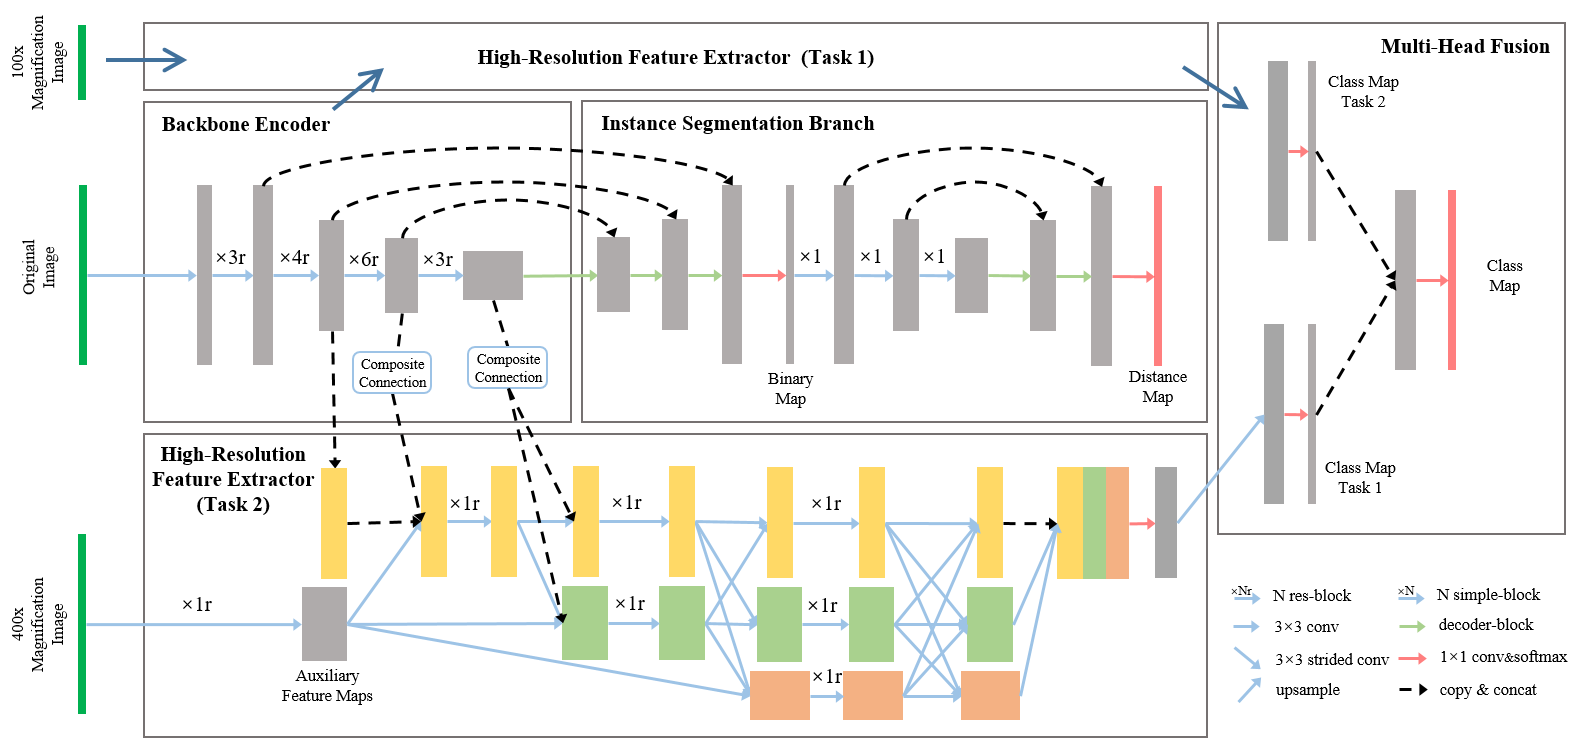 100x
Magnification
Image
High-Resolution Feature Extractor (Task 1)
Multi-Head Fusion
Class Map
Task 2
Backbone Encoder
Instance Segmentation Branch
Original
Image
×3r
×4r
×6r
×3r
×1
×1
×1
Class
Map
Composite
Connection
Composite
Connection
Binary
Map
Distance
Map
High-Resolution
Feature Extractor
(Task 2)
Class Map
Task 1
×1r
×1r
×1r
400x
Magnification
Image
×1r
×1r
×1r
×1r
Auxiliary
Feature Maps
×Nr
N res-block
×N
N simple-block
3×3 conv
decoder-block
3×3 strided conv
1×1 conv&softmax
upsample
copy & concat